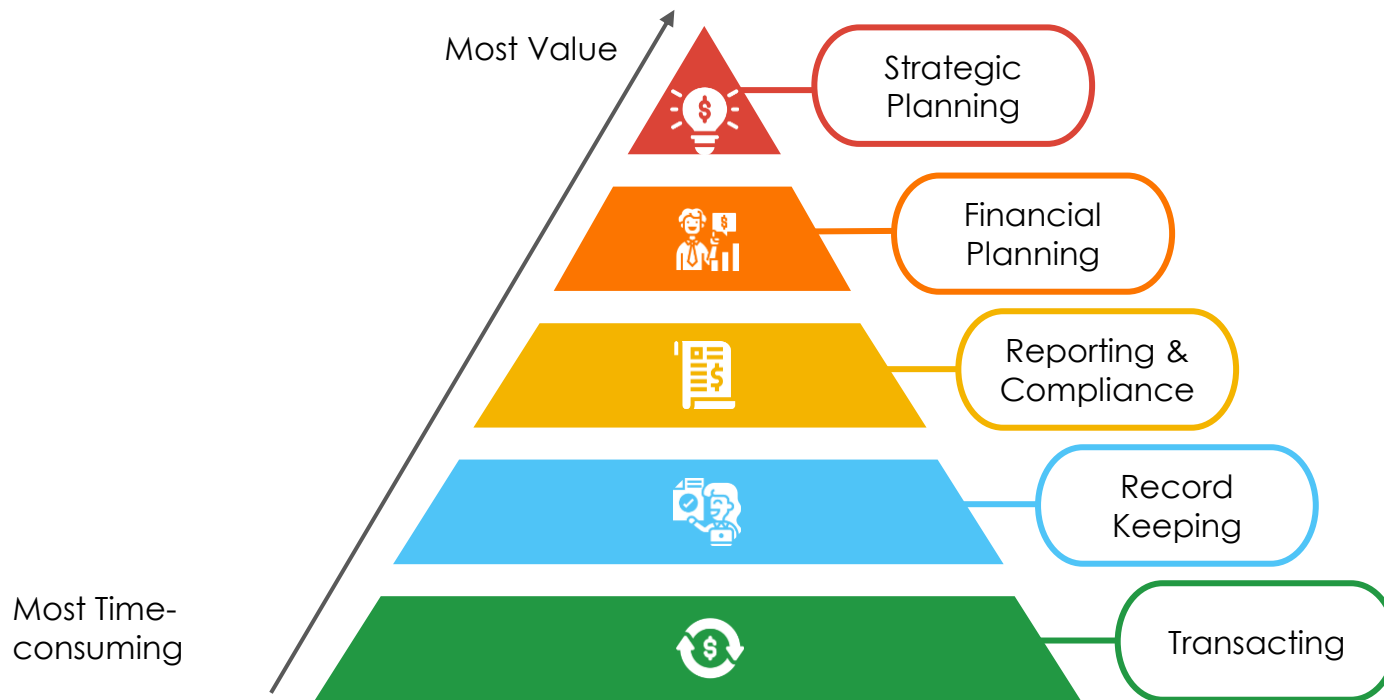 Most Value
Strategic
Planning
$
Financial
Planning
$
Reporting &
Compliance
$
Record
Keeping
Most Time-
consuming
Transacting
$